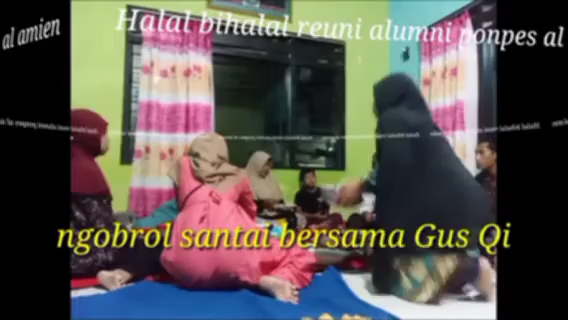 al amien
Halal bihalal reuni alumni ponpes al
ngobrol santai bersama Gus Qi